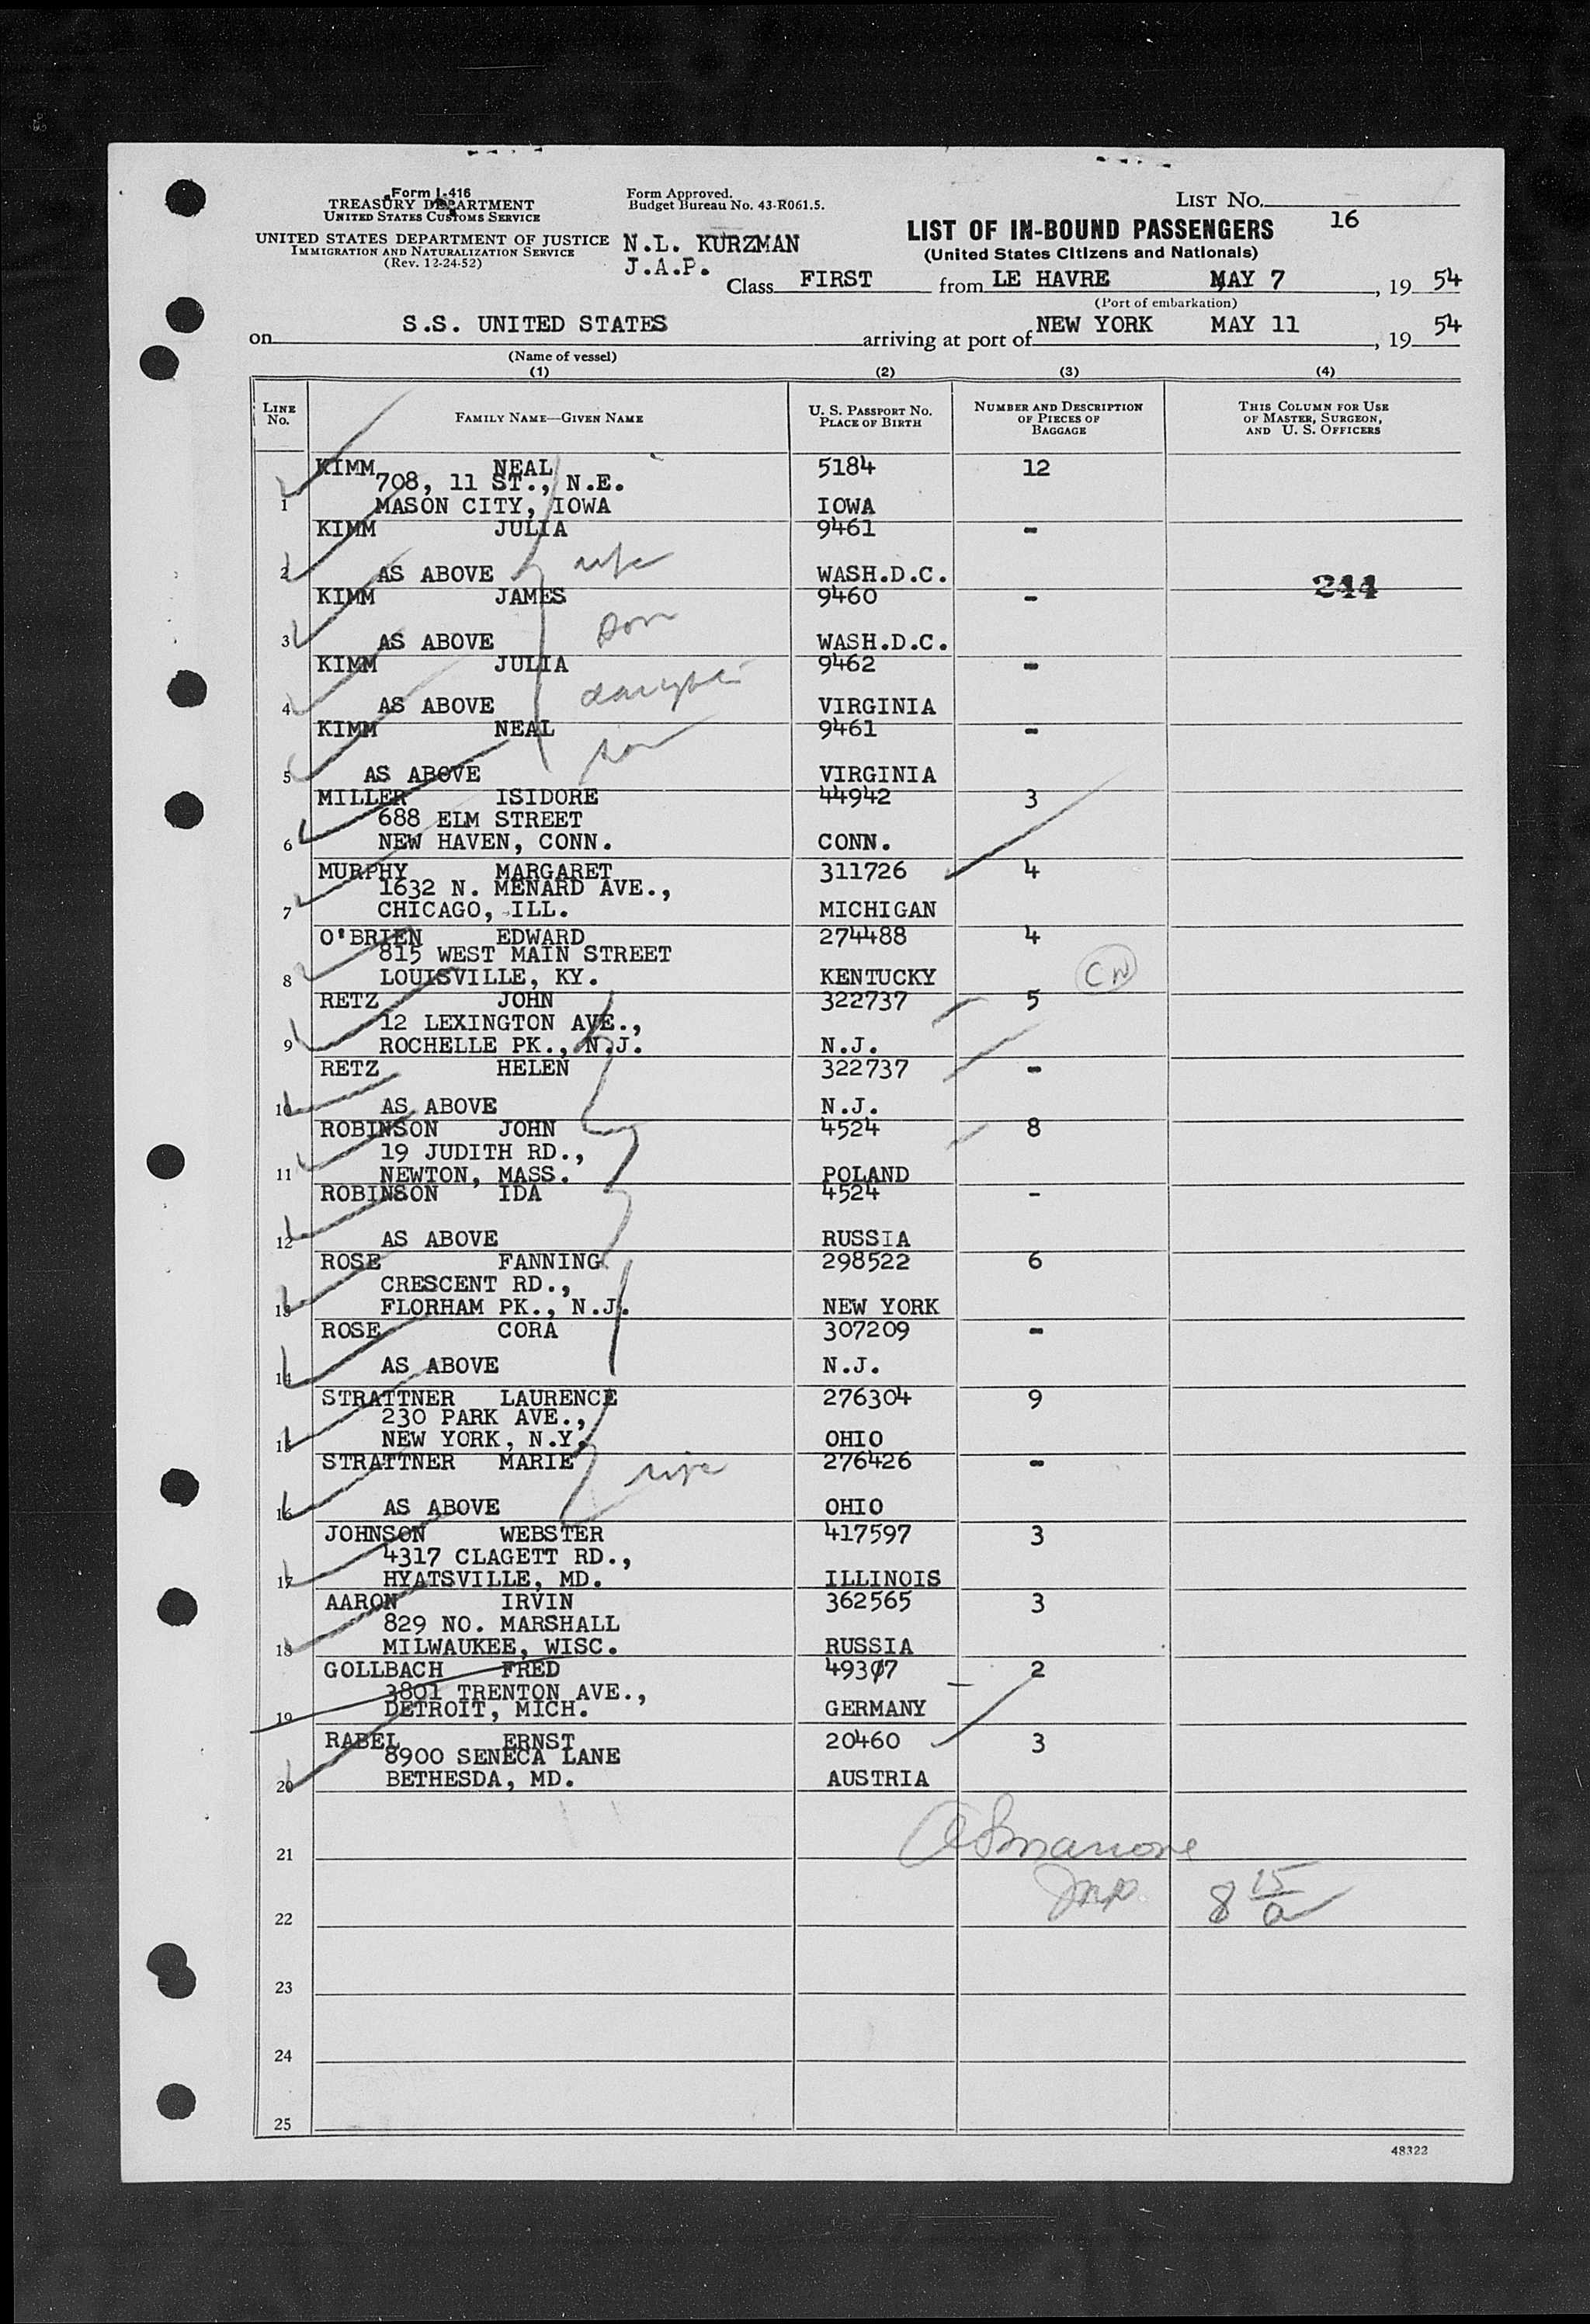 Form I-416
TREASURY DEPARTMENT
UNITED STATES CUSTOMS SERVICE
UNITED STATES DEPARTMENT OF JUSTICE
IMMIGRATION AND NATURALIZATION SERVICE
(Rev. 12-24-52)
Form Approved.
Budget Bureau No. 43-R061.5.
N.L. KURZMAN
J.A.P.
LIST NO. 16
LIST OF IN-BOUND PASSENGERS
(United States Citizens and Nationals)
Class FIRST from LE HAVRE MAY 7, 19 54
(Port of embarkation)
on S.S. UNITED STATES arriving at port of NEW YORK MAY 11, 19 54
(Name of vessel)
(1) (2) (3) (4)
LINE NO. FAMILY NAME—GIVEN NAME U. S. PASSPORT NO. PLACE OF BIRTH NUMBER AND DESCRIPTION OF PIECES OF BAGGAGE THIS COLUMN FOR USE OF MASTER, SURGEON, AND U. S. OFFICERS
KIMM NEAL 5184 12
708, 11 ST., N.E.
1 MASON CITY, IOWA IOWA
KIMM JULIA 9461 -
2 AS ABOVE wife WASH.D.C.
244
KIMM JAMES 9460 -
3 AS ABOVE son WASH.D.C.
KIMM JULIA 9462 -
4 AS ABOVE daughter VIRGINIA
KIMM NEAL 9461 -
son
5 AS ABOVE VIRGINIA
MILLER ISIDORE 44942 3
688 ELM STREET
6 NEW HAVEN, CONN. CONN.
MURPHY MARGARET 311726 4
1632 N. MENARD AVE.,
7 CHICAGO, ILL. MICHIGAN
O'BRIEN EDWARD 274488 4
815 WEST MAIN STREET
8 LOUISVILLE, KY. KENTUCKY CW
RETZ JOHN 322737 5
12 LEXINGTON AVE.,
9 ROCHELLE PK., N.J. N.J.
RETZ HELEN 322737 -
10 AS ABOVE N.J.
ROBINSON JOHN 4524 8
19 JUDITH RD.,
11 NEWTON, MASS. POLAND
ROBINSON IDA 4524 -
12 AS ABOVE RUSSIA
ROSE FANNING 298522 6
CRESCENT RD.,
13 FLORHAM PK., N.J. NEW YORK
ROSE CORA 307209 -
14 AS ABOVE N.J.
STRATTNER LAURENCE 276304 9
230 PARK AVE.,
15 NEW YORK, N.Y. OHIO
STRATTNER MARIE 276426 -
wife
16 AS ABOVE OHIO
JOHNSON WEBSTER 417597 3
4317 CLAGETT RD.,
17 HYATSVILLE, MD. ILLINOIS
AARON IRVIN 362565 3
829 NO. MARSHALL
18 MILWAUKEE, WISC. RUSSIA
GOLLBACH FRED 49307 2
3801 TRENTON AVE.,
19 DETROIT, MICH. GERMANY
RABEL ERNST 20460 3
8900 SENECA LANE
20 BETHESDA, MD. AUSTRIA
21
22 8 15/a
23
24
25
48322